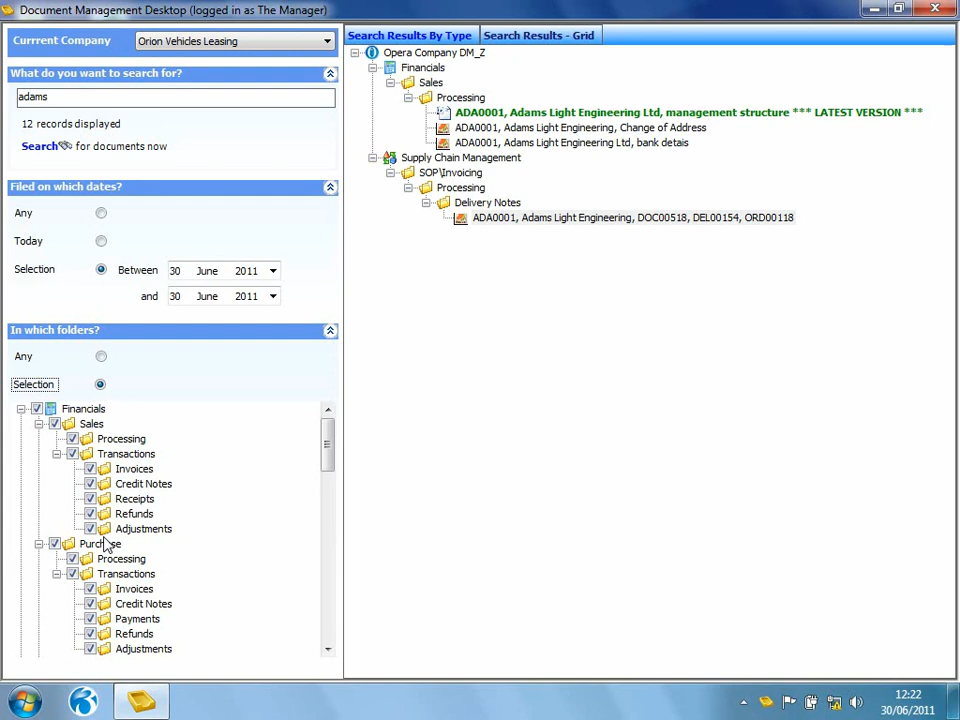 Document Management Desktop (logged in as The Manager)
Currrent Company
Orion Vehicles Leasing
What do you want to search for?
adams
12 records displayed
Search for documents now
Filed on which dates?
Any
Today
Selection
Between
30 June 2011
and
30 June 2011
In which folders?
Any
Selection
Financials
Sales
Processing
Transactions
Invoices
Credit Notes
Receipts
Refunds
Adjustments
Purchase
Processing
Transactions
Invoices
Credit Notes
Payments
Refunds
Adjustments
Search Results By Type
Search Results - Grid
Opera Company DM_Z
Financials
Sales
Processing
ADA0001, Adams Light Engineering Ltd, management structure *** LATEST VERSION ***
ADA0001, Adams Light Engineering, Change of Address
ADA0001, Adams Light Engineering Ltd, bank detais
Supply Chain Management
SOP\Invoicing
Processing
Delivery Notes
ADA0001, Adams Light Engineering, DOC00518, DEL00154, ORD00118
12:22
30/06/2011